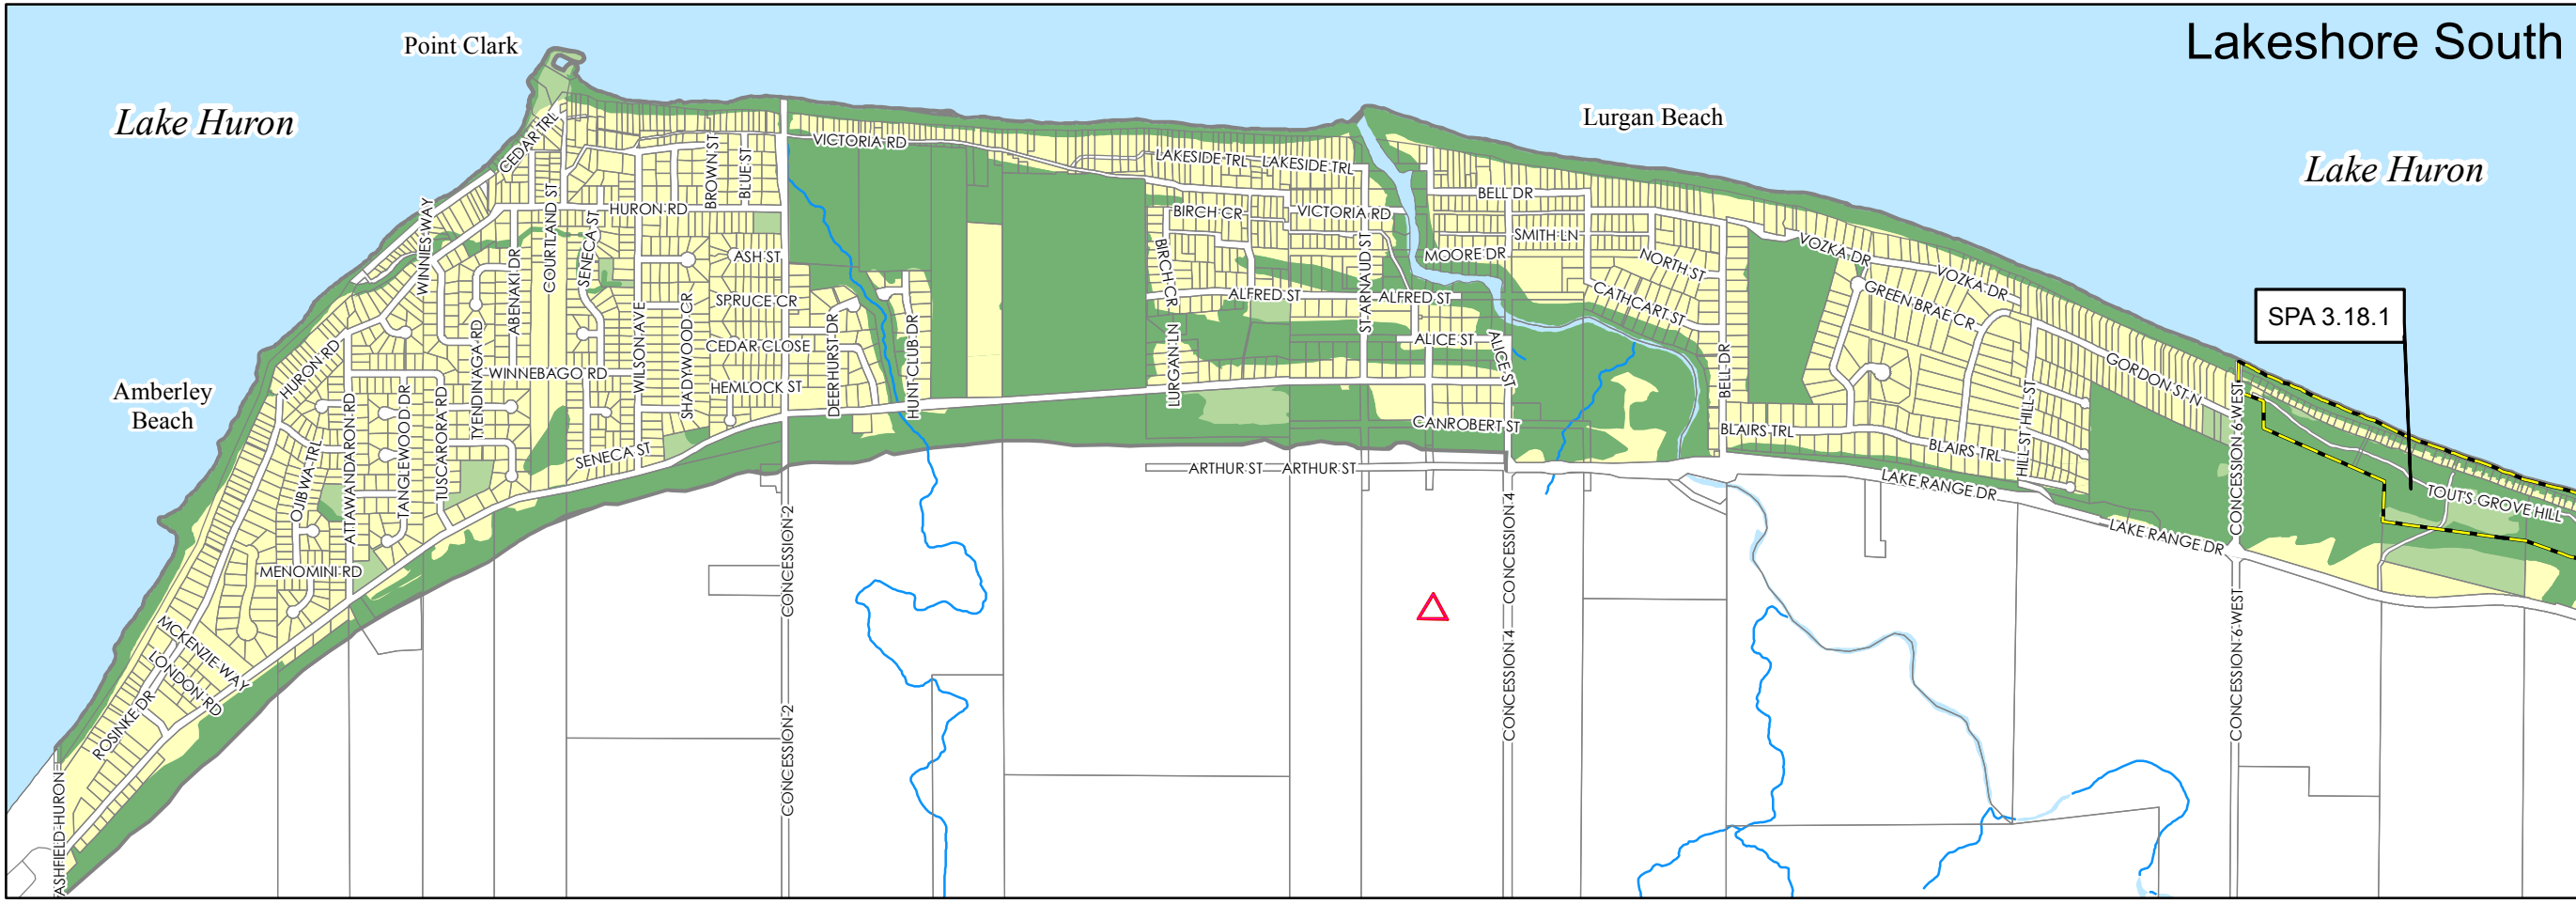 Lakeshore South
Point Clark
Lake Huron
Lurgan Beach
Lake Huron
Amberley
Beach
SPA 3.18.1
CEDAR TRL
VICTORIA RD
BROWN ST
BLUE ST
LAKESIDE TRL
LAKESIDE TRL
BELL DR
WINNIES WAY
COURTLAND ST
HURON RD
SENECA ST
BIRCH CR
VICTORIA RD
SMITH LN
ABENAKI DR
ASH ST
BIRCH CR
ST ARNAUD ST
MOORE DR
NORTH ST
VOZKA DR
VOZKA DR
SPRUCE CR
ALFRED ST
ALFRED ST
CATHCART ST
GREEN BRAE CR
HURON RD
TYENDINAGA RD
WILSON AVE
SHADYWOOD CR
CEDAR CLOSE
DEERHURST DR
HUNT CLUB DR
LURGAN LN
ALICE ST
ALICE ST
BELL DR
GORDON ST N
WINNEBAGO RD
HEMLOCK ST
ATTAWANDARON RD
TANGLEWOOD DR
TUSCARORA RD
CANROBERT ST
BLAIRS TRL
BLAIRS TRL
HILL ST
HILL ST
CONCESSION 6 WEST
OJIBWA TRL
SENECA ST
ARTHUR ST
ARTHUR ST
LAKE RANGE DR
LAKE RANGE DR
TOUT'S GROVE HILL
MENOMINI RD
CONCESSION 2
CONCESSION 4
CONCESSION 6 WEST
MCKENZIE WAY
LONDON RD
ROSINKE DR
CONCESSION 2
CONCESSION 4
ASHFIELD-HURON